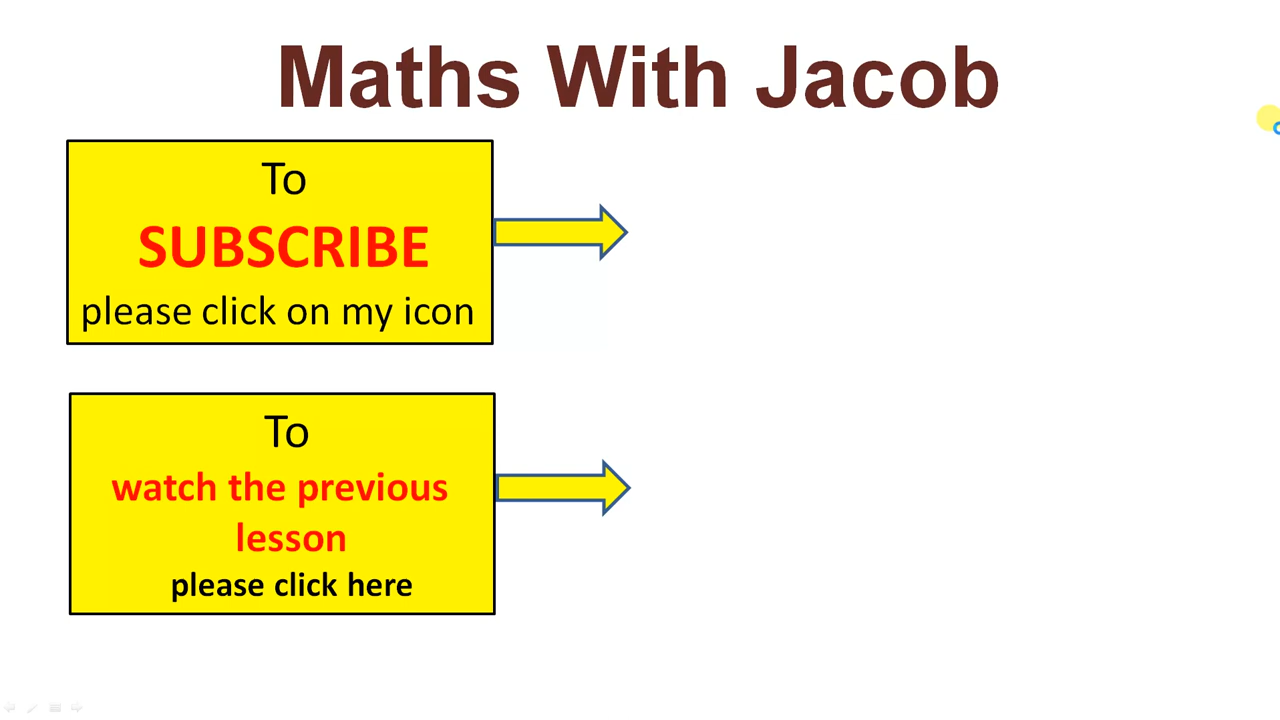 Maths With Jacob
To
SUBSCRIBE
please click on my icon
To
watch the previous
lesson
please click here